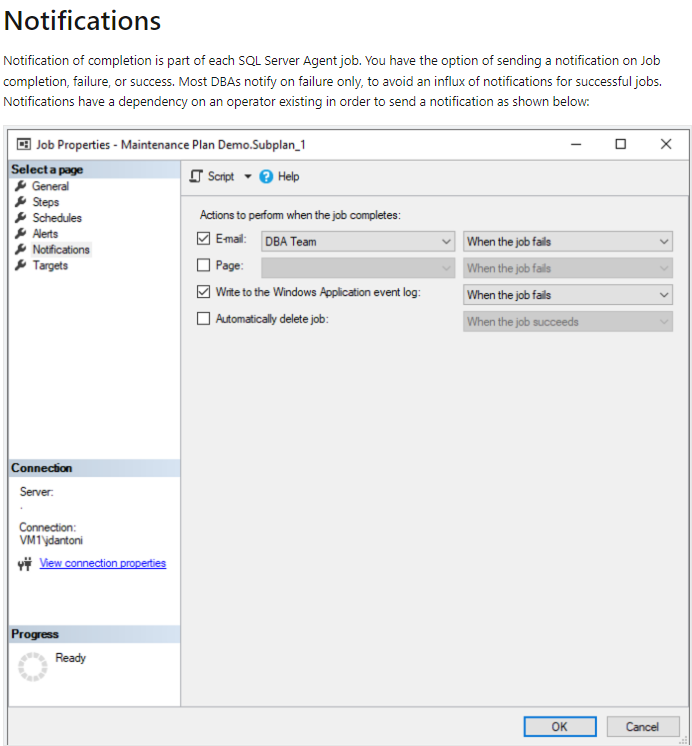 Notifications
Notification of completion is part of each SQL Server Agent job. You have the option of sending a notification on Job
completion, failure, or success. Most DBAs notify on failure only, to avoid an influx of notifications for successful jobs.
Notifications have a dependency on an operator existing in order to send a notification as shown below:
Job Properties - Maintenance Plan Demo.Subplan_1
Select a page
General
Steps
Schedules
Alerts
Notifications
Targets
Script
Help
Actions to perform when the job completes:
E-mail: DBA Team When the job fails
Page: When the job fails
Write to the Windows Application event log: When the job fails
Automatically delete job: When the job succeeds
Connection
Server:
.
Connection:
VM1\jdantoni
View connection properties
Progress
Ready
OK Cancel